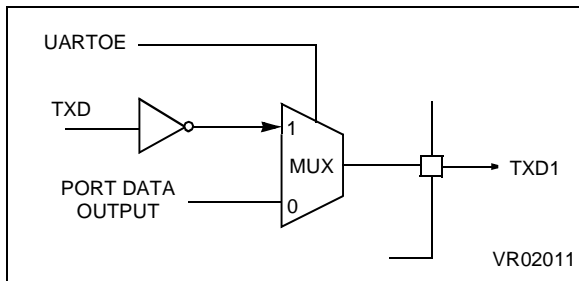 UARTOE
TXD
1
MUX
TXD1
PORT DATA
OUTPUT
0
VR02011